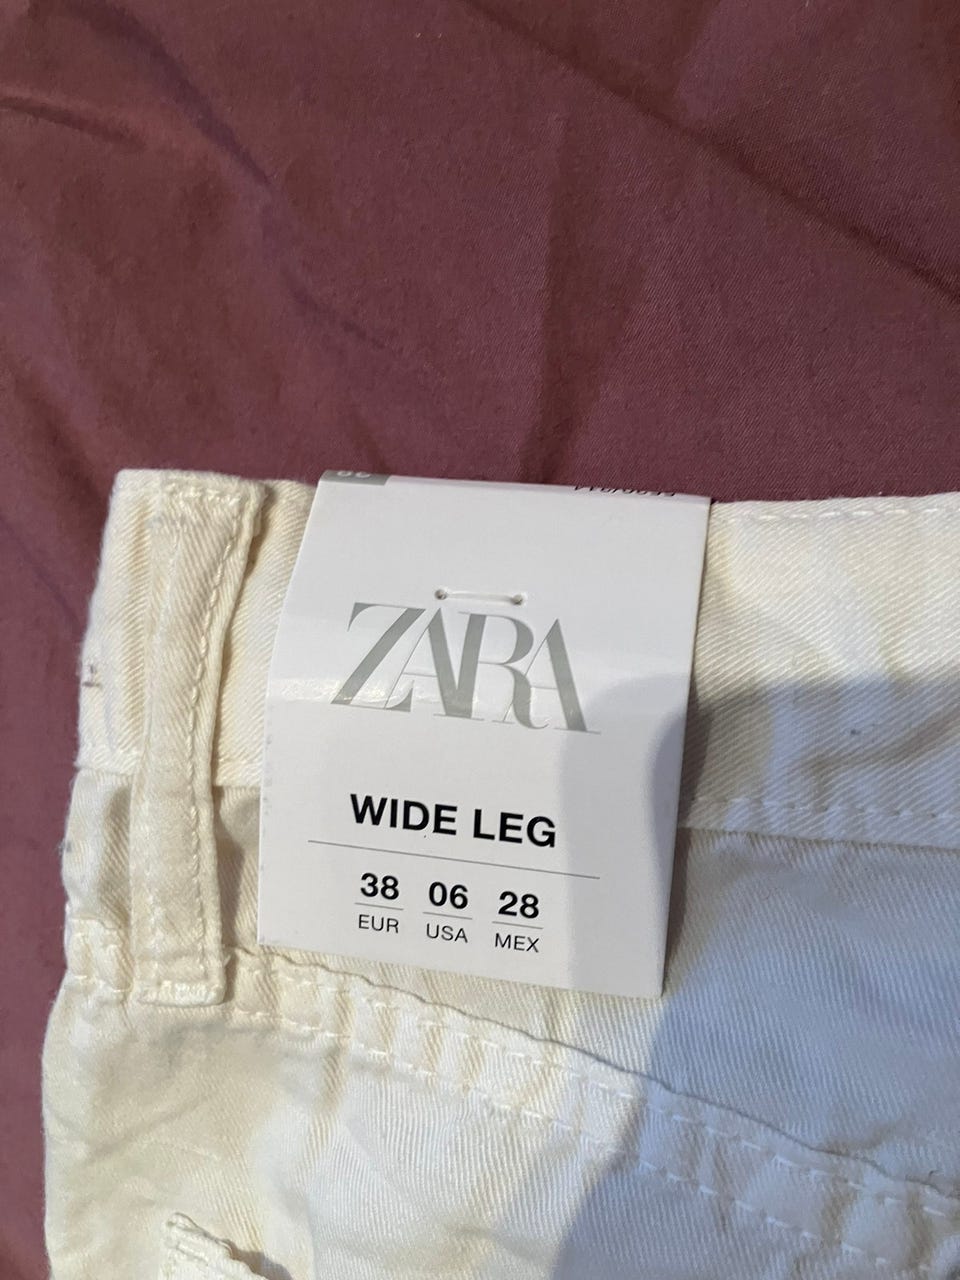 ZARA
WIDE LEG
38 06 28
EUR USA MEX